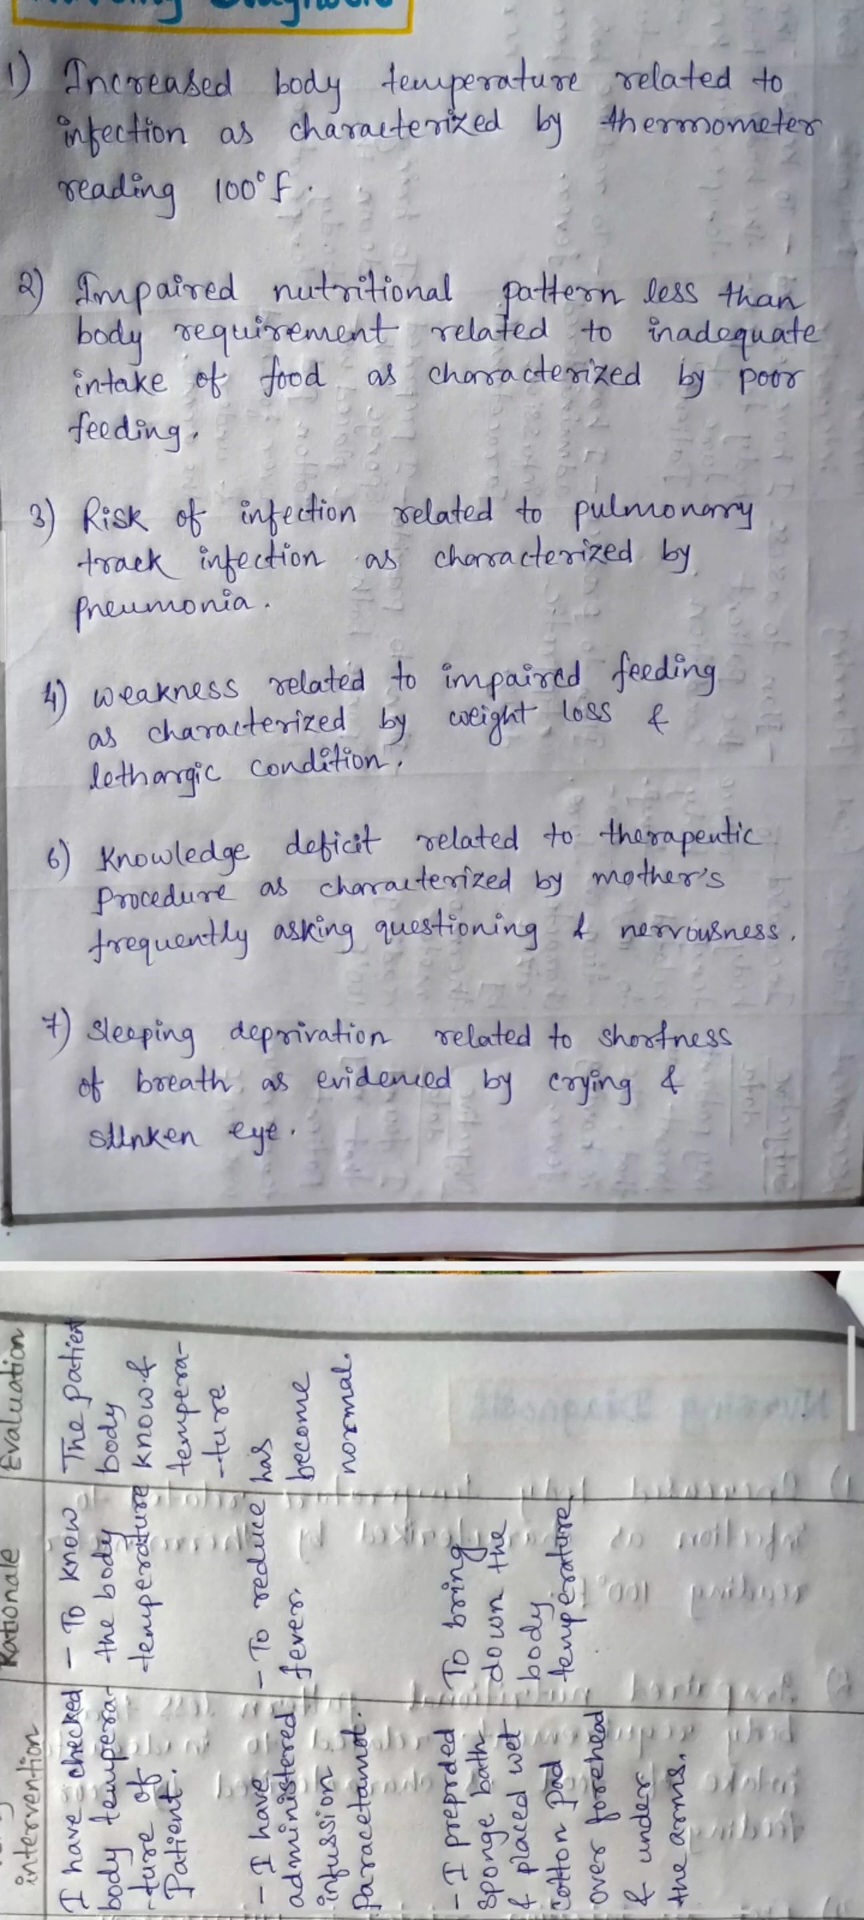 Nursing Diagnosis
1) Increased body temperature related to
infection as characterized by thermometer
reading 100°f.
2) Impaired nutritional pattern less than
body requirement related to inadequate
intake of food as characterized by poor
feeding.
3) Risk of infection related to pulmonary
track infection as characterized by
pneumonia.
4) weakness related to impaired feeding
as characterized by weight loss &
lethargic condition.
6) Knowledge deficit related to therapeutic
Procedure as characterized by mother's
frequently asking questioning & nervousness.
7) Sleeping deprivation related to shortness
of breath as evidenced by crying &
sunken eye.
intervention
I have checked
body tempera-
-ture of
Patient.
- I have
administered
infussion
Paracetamol.
- I preprded
sponge bath
& placed wet
cotton pad
over forehead
& under
the arms.
Rationale
- To know
the body
temperature
- To reduce
fever.
To bring
down the
body
temperature
Evaluation
The patient
body
know &
tempera-
-ture
has
become
normal.